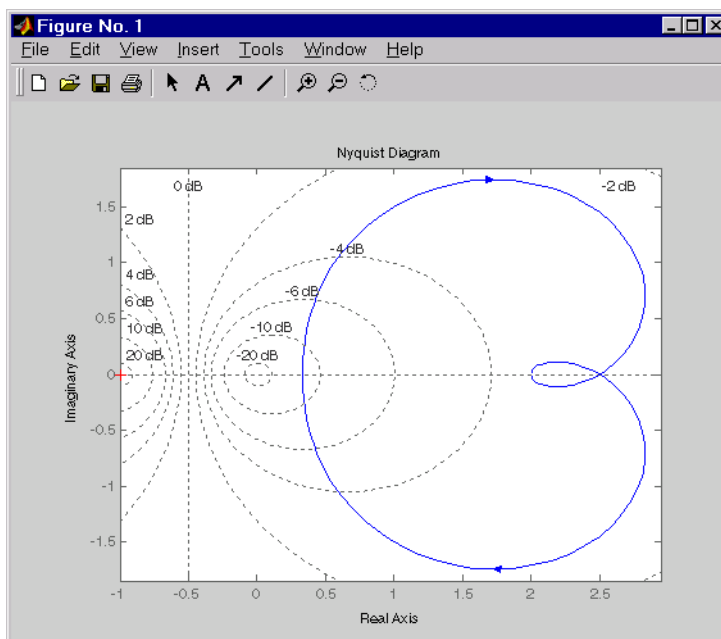 Figure No. 1
File Edit View Insert Tools Window Help
A
Nyquist Diagram
0 dB
-2 dB
2 dB
-4 dB
4 dB
-6 dB
6 dB
10 dB
-10 dB
20 dB
-20 dB
1.5
1
0.5
0
-0.5
-1
-1.5
Imaginary Axis
-1 -0.5 0 0.5 1 1.5 2 2.5
Real Axis